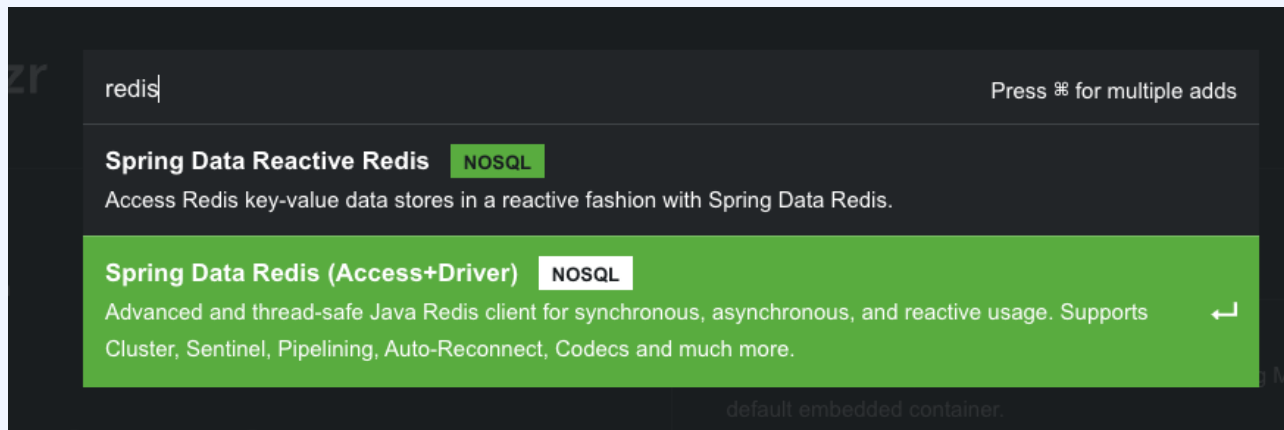 zr
redis
Press ⌘ for multiple adds
Spring Data Reactive Redis NOSQL
Access Redis key-value data stores in a reactive fashion with Spring Data Redis.
Spring Data Redis (Access+Driver) NOSQL
Advanced and thread-safe Java Redis client for synchronous, asynchronous, and reactive usage. Supports
Cluster, Sentinel, Pipelining, Auto-Reconnect, Codecs and much more.
g M
default embedded container.